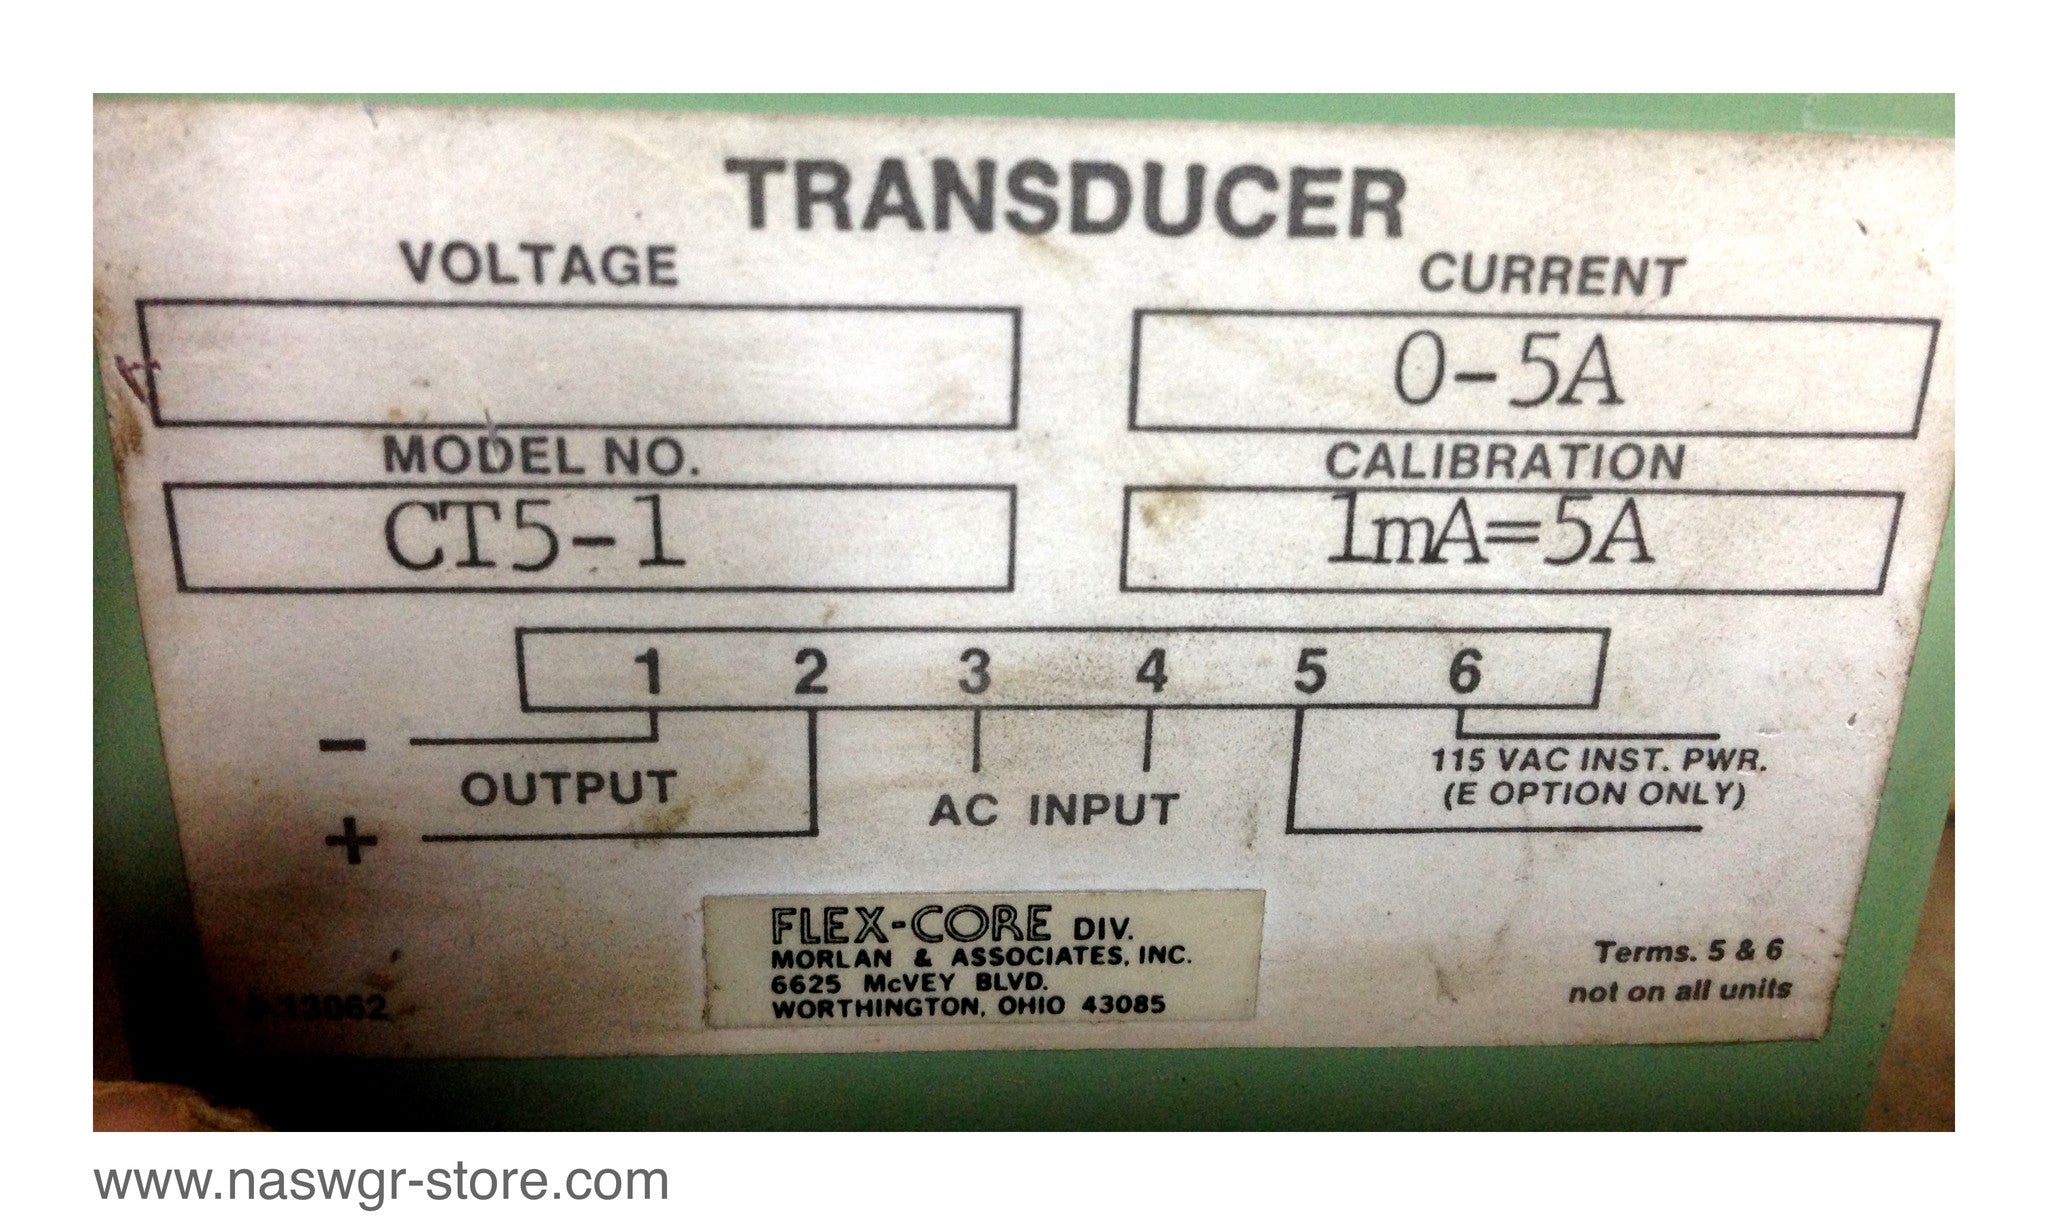 TRANSDUCER
VOLTAGE
CURRENT
0-5A
MODEL NO.
CT5-1
CALIBRATION
1mA=5A
1 2 3 4 5 6
-
OUTPUT
+
AC INPUT
115 VAC INST. PWR.
(E OPTION ONLY)
FLEX-CORE DIV.
MORLAN & ASSOCIATES, INC.
6625 McVEY BLVD.
WORTHINGTON, OHIO 43085
Terms. 5 & 6
not on all units
13062
www.naswgr-store.com